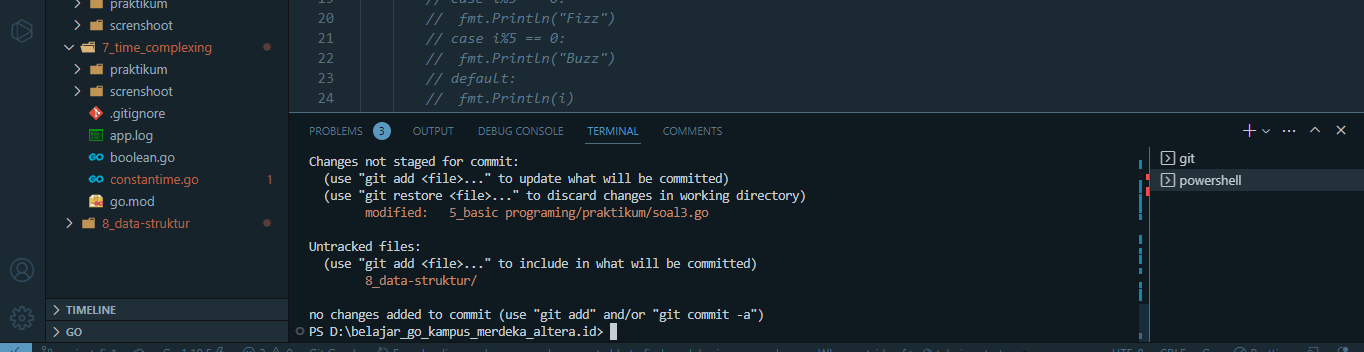 praktikum
screnshoot
7_time_complexing
praktikum
screnshoot
.gitignore
app.log
boolean.go
constantime.go 1
go.mod
8_data-struktur
TIMELINE
GO
20 // fmt.Println("Fizz")
21 // case i%5 == 0:
22 // fmt.Println("Buzz")
23 // default:
24 // fmt.Println(i)
PROBLEMS 3 OUTPUT DEBUG CONSOLE TERMINAL COMMENTS
Changes not staged for commit:
(use "git add <file>..." to update what will be committed)
(use "git restore <file>..." to discard changes in working directory)
modified: 5_basic programing/praktikum/soal3.go
Untracked files:
(use "git add <file>..." to include in what will be committed)
8_data-struktur/
no changes added to commit (use "git add" and/or "git commit -a")
PS D:\belajar_go_kampus_merdeka_altera.id>
git
powershell